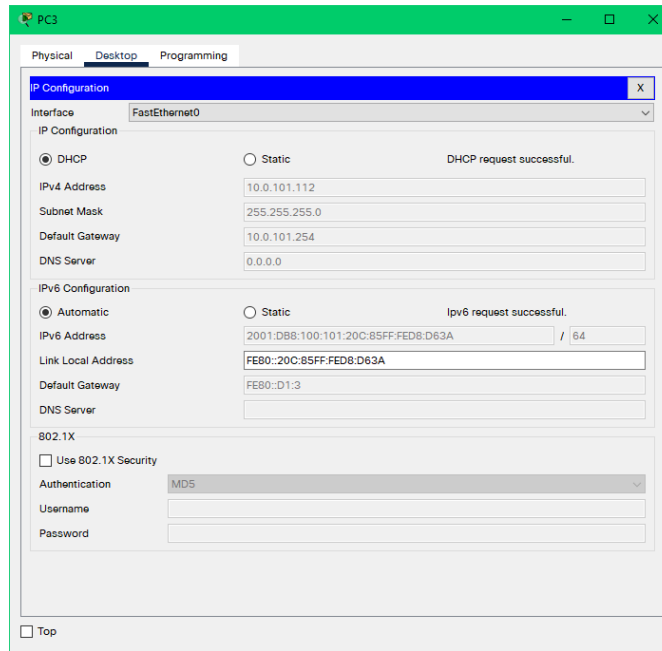 PC3
Physical Desktop Programming
IP Configuration X
Interface FastEthernet0
IP Configuration
DHCP Static DHCP request successful.
IPv4 Address 10.0.101.112
Subnet Mask 255.255.255.0
Default Gateway 10.0.101.254
DNS Server 0.0.0.0
IPv6 Configuration
Automatic Static Ipv6 request successful.
IPv6 Address 2001:DB8:100:101:20C:85FF:FED8:D63A / 64
Link Local Address FE80::20C:85FF:FED8:D63A
Default Gateway FE80::D1:3
DNS Server
802.1X
Use 802.1X Security
Authentication MD5
Username
Password
Top